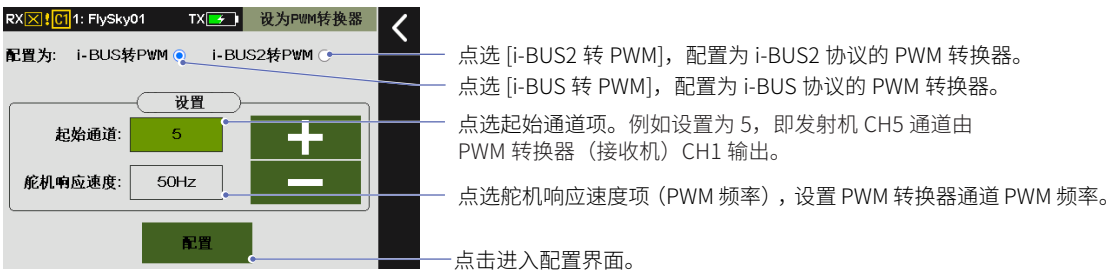 RX C1 1: FlySky01 TX 设为PWM转换器
配置为: i-BUS转PWM i-BUS2转PWM
设置
起始通道: 5
舵机响应速度: 50Hz
配置
点选 [i-BUS2 转 PWM]，配置为 i-BUS2 协议的 PWM 转换器。
点选 [i-BUS 转 PWM]，配置为 i-BUS 协议的 PWM 转换器。
点选起始通道项。例如设置为 5，即发射机 CH5 通道由
PWM 转换器（接收机）CH1 输出。
点选舵机响应速度项（PWM 频率），设置 PWM 转换器通道 PWM 频率。
点击进入配置界面。